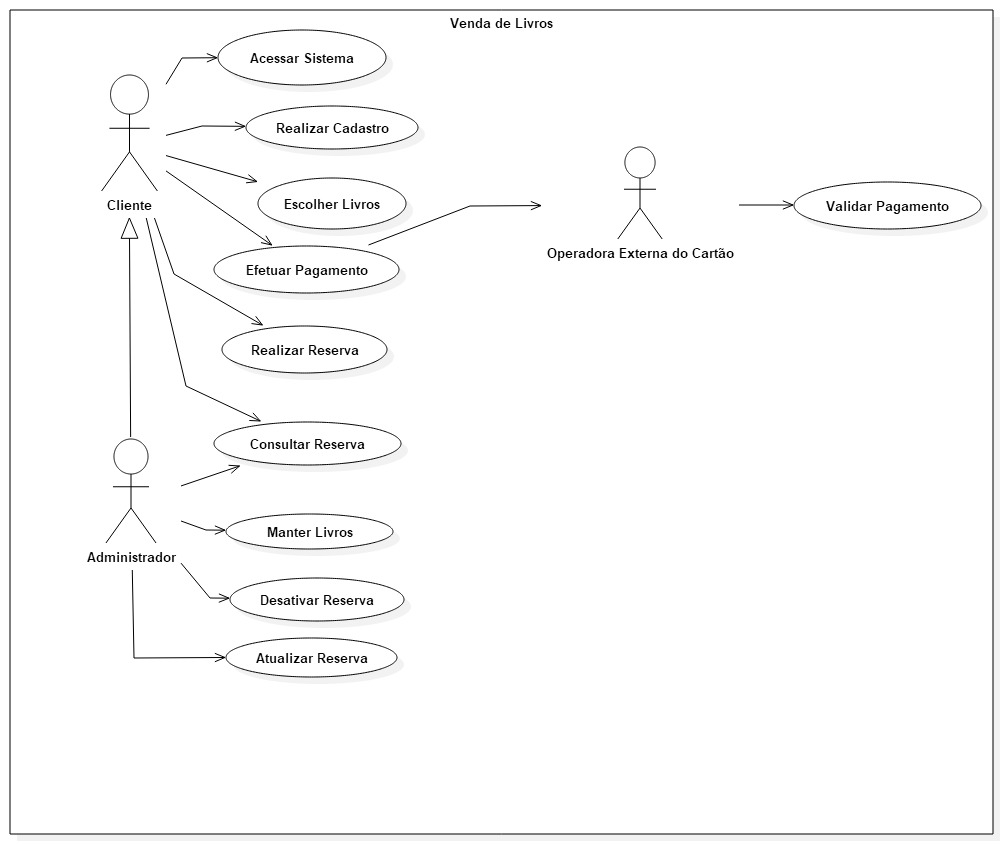 Venda de Livros
Acessar Sistema
Realizar Cadastro
Escolher Livros
Cliente
Validar Pagamento
Operadora Externa do Cartão
Efetuar Pagamento
Realizar Reserva
Consultar Reserva
Manter Livros
Administrador
Desativar Reserva
Atualizar Reserva